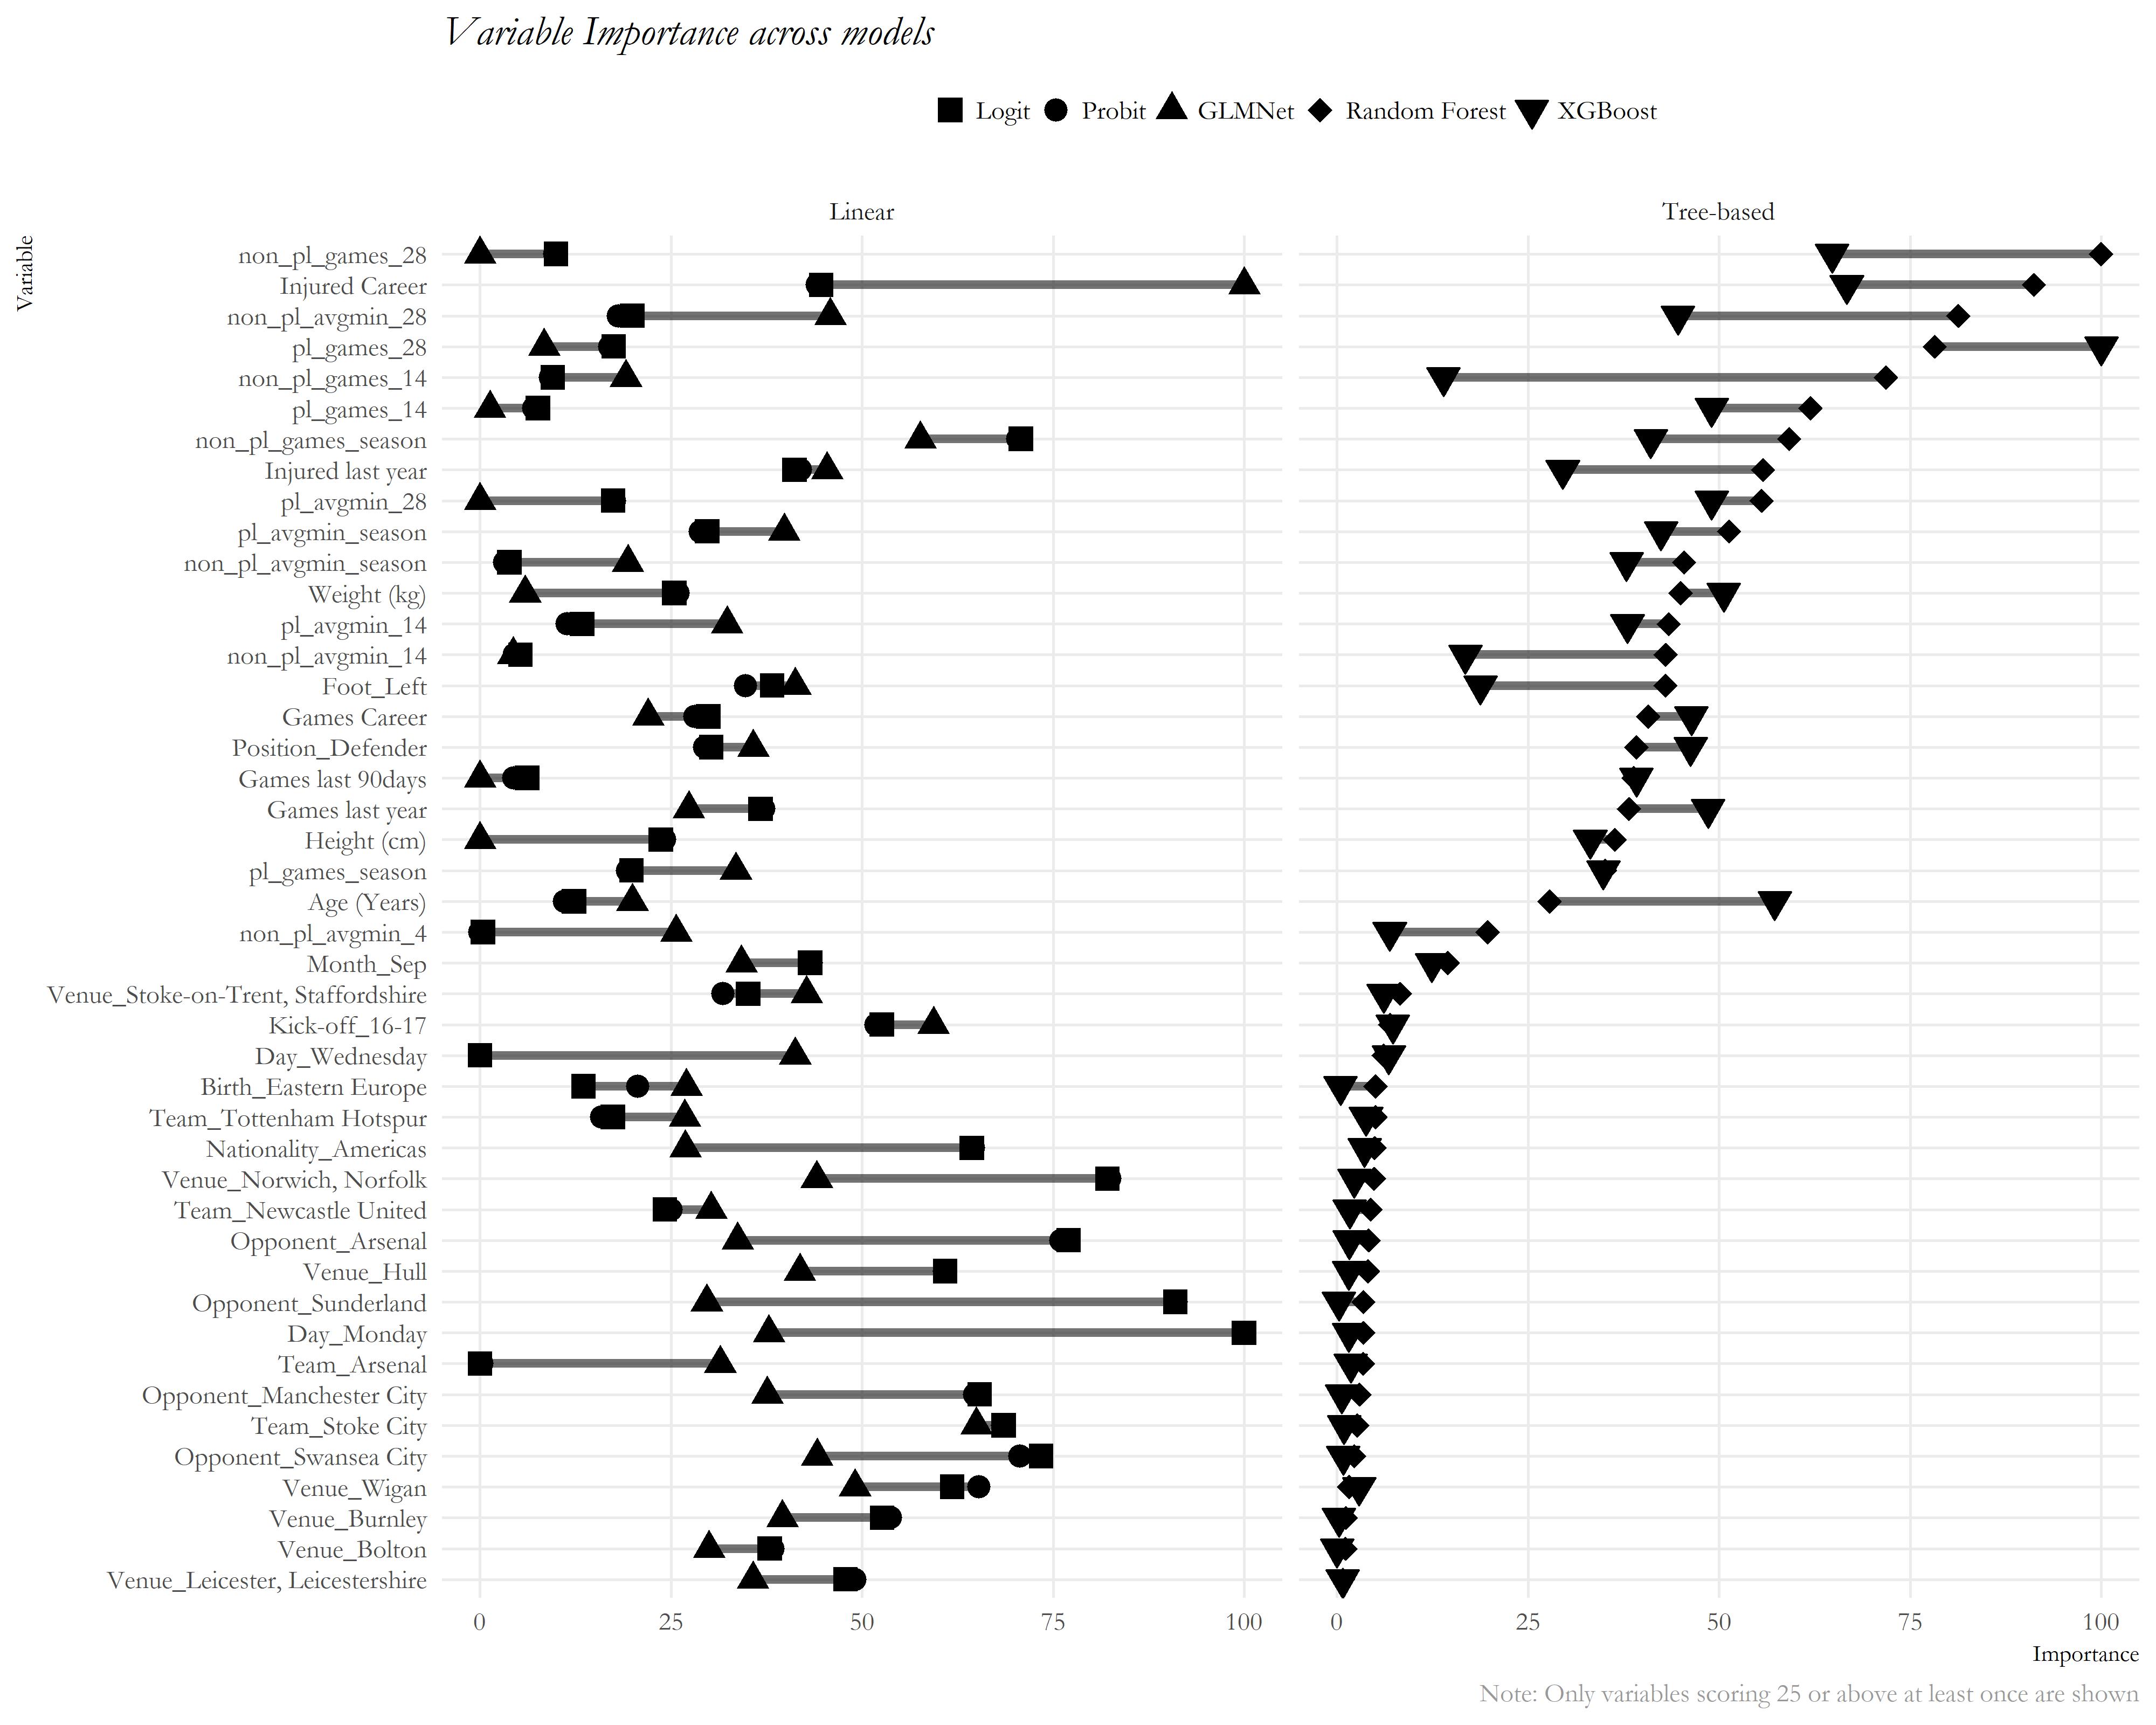 Variable Importance across models
Logit Probit GLMNet Random Forest XGBoost
Linear Tree-based
Variable
non_pl_games_28
Injured Career
non_pl_avgmin_28
pl_games_28
non_pl_games_14
pl_games_14
non_pl_games_season
Injured last year
pl_avgmin_28
pl_avgmin_season
non_pl_avgmin_season
Weight (kg)
pl_avgmin_14
non_pl_avgmin_14
Foot_Left
Games Career
Position_Defender
Games last 90days
Games last year
Height (cm)
pl_games_season
Age (Years)
non_pl_avgmin_4
Month_Sep
Venue_Stoke-on-Trent, Staffordshire
Kick-off_16-17
Day_Wednesday
Birth_Eastern Europe
Team_Tottenham Hotspur
Nationality_Americas
Venue_Norwich, Norfolk
Team_Newcastle United
Opponent_Arsenal
Venue_Hull
Opponent_Sunderland
Day_Monday
Team_Arsenal
Opponent_Manchester City
Team_Stoke City
Opponent_Swansea City
Venue_Wigan
Venue_Burnley
Venue_Bolton
Venue_Leicester, Leicestershire
0 25 50 75 100 0 25 50 75 100
Importance
Note: Only variables scoring 25 or above at least once are shown